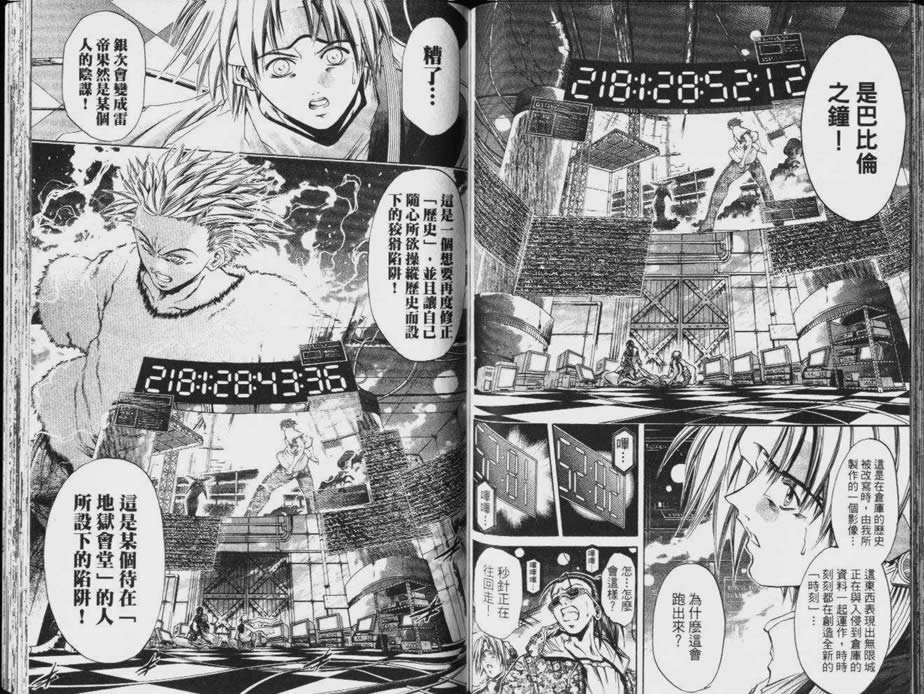 是巴比倫
之鐘！
218:28:52:12
這是在倉庫的歷史
被改寫時，由我所
製作的一個影像…
這東西表現出無限城
正在與入侵到倉庫的
資料一起運作，時時
刻刻都在創造全新的
「時刻」…
為什麼這會
跑出來？
嗶…
嗶…
嗶嗶嗶…
嗶嗶…
怎…怎麼
會這樣？
秒針正在
往回走！
糟了…
銀次會變成雷
帝果然是某個
人的陰謀！
這是一個想要再度修正
「歷史」，並且讓自己
隨心所欲操縱歷史而設
下的狡猾陷阱！
218:28:43:36
這是某個待在「
地獄會堂」的人
所設下的陷阱！